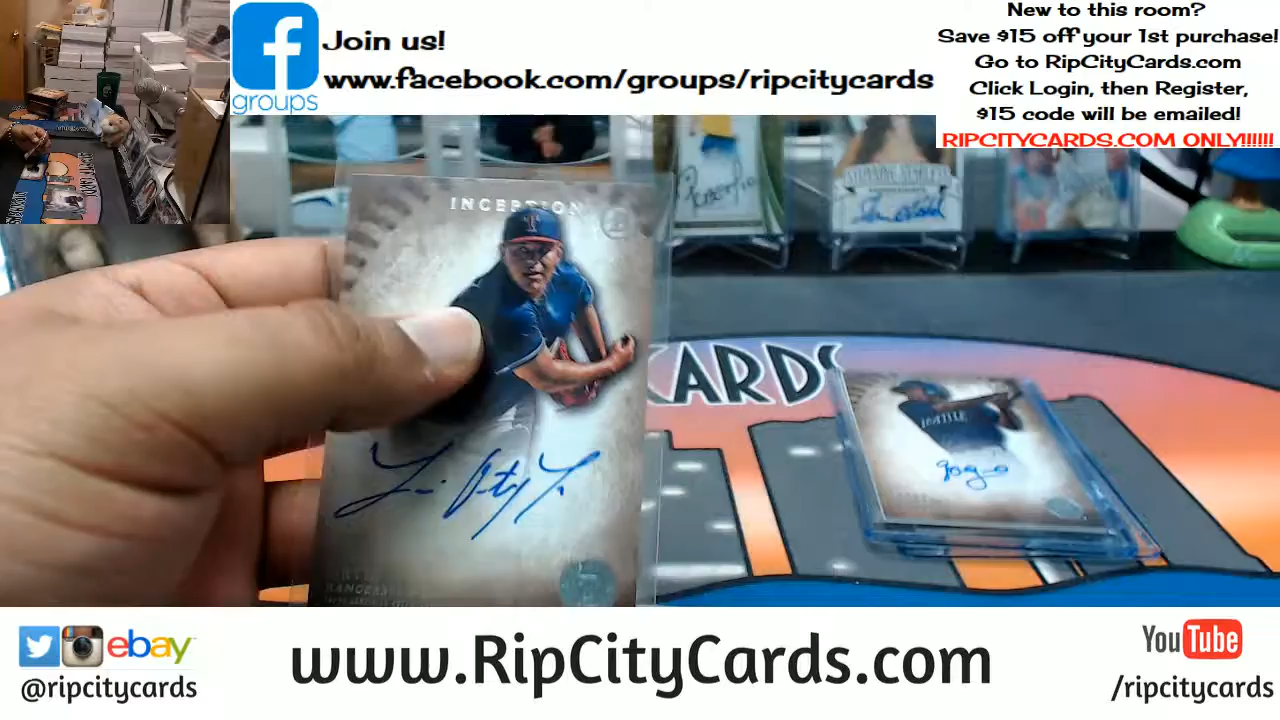 Join us!
www.facebook.com/groups/ripcitycards
groups
New to this room?
Save $15 off your 1st purchase!
Go to RipCityCards.com
Click Login, then Register,
$15 code will be emailed!
RIPCITYCARDS.COM ONLY!!!!!!
INCEPTION
T
CARDS
RANGERS
ebay
@ripcitycards
www.RipCityCards.com
YouTube
/ripcitycards